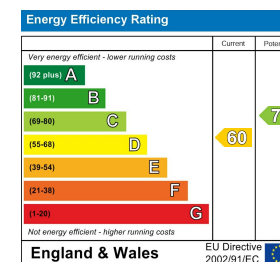 Energy Efficiency Rating
Current
Very energy efficient - lower running costs
(92 plus) A
(81-91) B
(69-80) C
(55-68) D
(39-54) E
(21-38) F
(1-20) G
60
Not energy efficient - higher running costs
England & Wales
EU Directive
2002/91/EC